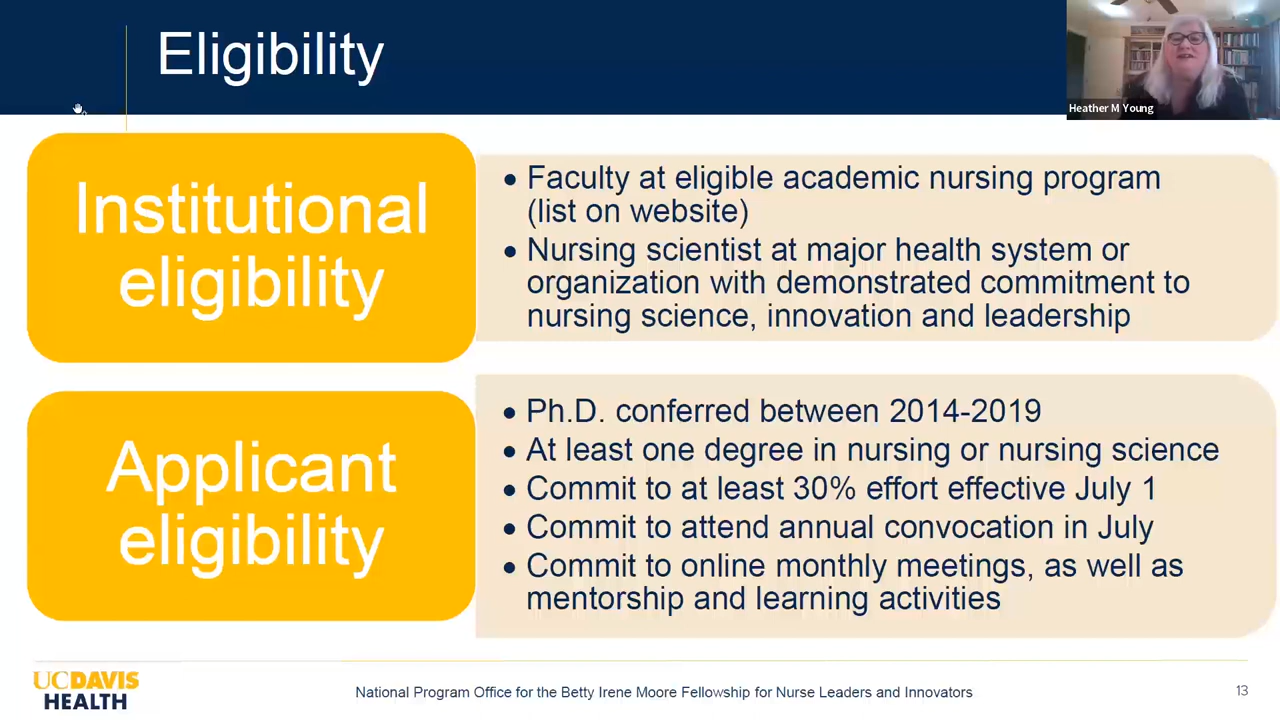 Eligibility
Heather M Young
Institutional
eligibility
• Faculty at eligible academic nursing program
(list on website)
• Nursing scientist at major health system or
organization with demonstrated commitment to
nursing science, innovation and leadership
Applicant
eligibility
• Ph.D. conferred between 2014-2019
• At least one degree in nursing or nursing science
• Commit to at least 30% effort effective July 1
• Commit to attend annual convocation in July
• Commit to online monthly meetings, as well as
mentorship and learning activities
UCDAVIS
HEALTH
National Program Office for the Betty Irene Moore Fellowship for Nurse Leaders and Innovators
13